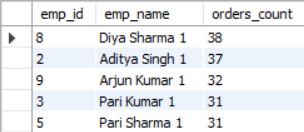 emp_id emp_name orders_count
8 Diya Sharma 1 38
2 Aditya Singh 1 37
9 Arjun Kumar 1 32
3 Pari Kumar 1 31
5 Pari Sharma 1 31